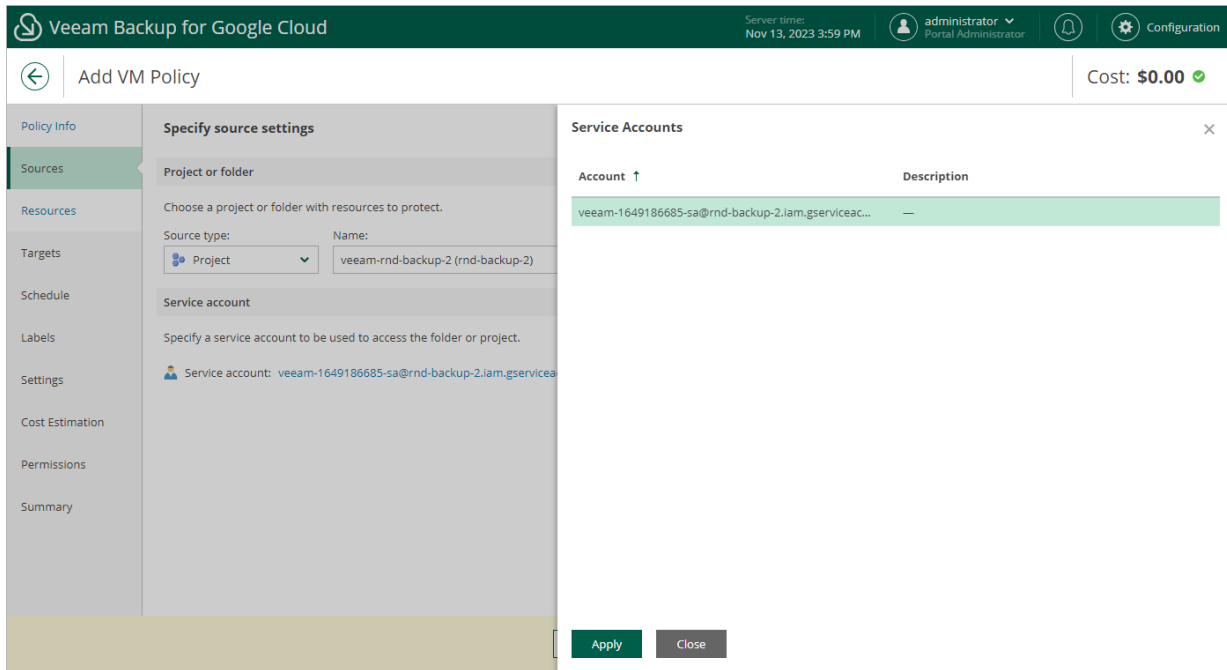 Veeam Backup for Google Cloud
Server time:
Nov 13, 2023 3:59 PM
administrator
Portal Administrator
Configuration
Add VM Policy
Cost: $0.00
Policy Info
Sources
Resources
Targets
Schedule
Labels
Settings
Cost Estimation
Permissions
Summary
Specify source settings
Project or folder
Choose a project or folder with resources to protect.
Source type: Name:
Project veeam-rnd-backup-2 (rnd-backup-2)
Service account
Specify a service account to be used to access the folder or project.
Service account: veeam-1649186685-sa@rnd-backup-2.iam.gservicea
Service Accounts
Account Description
veeam-1649186685-sa@rnd-backup-2.iam.gserviceac... —
Apply Close